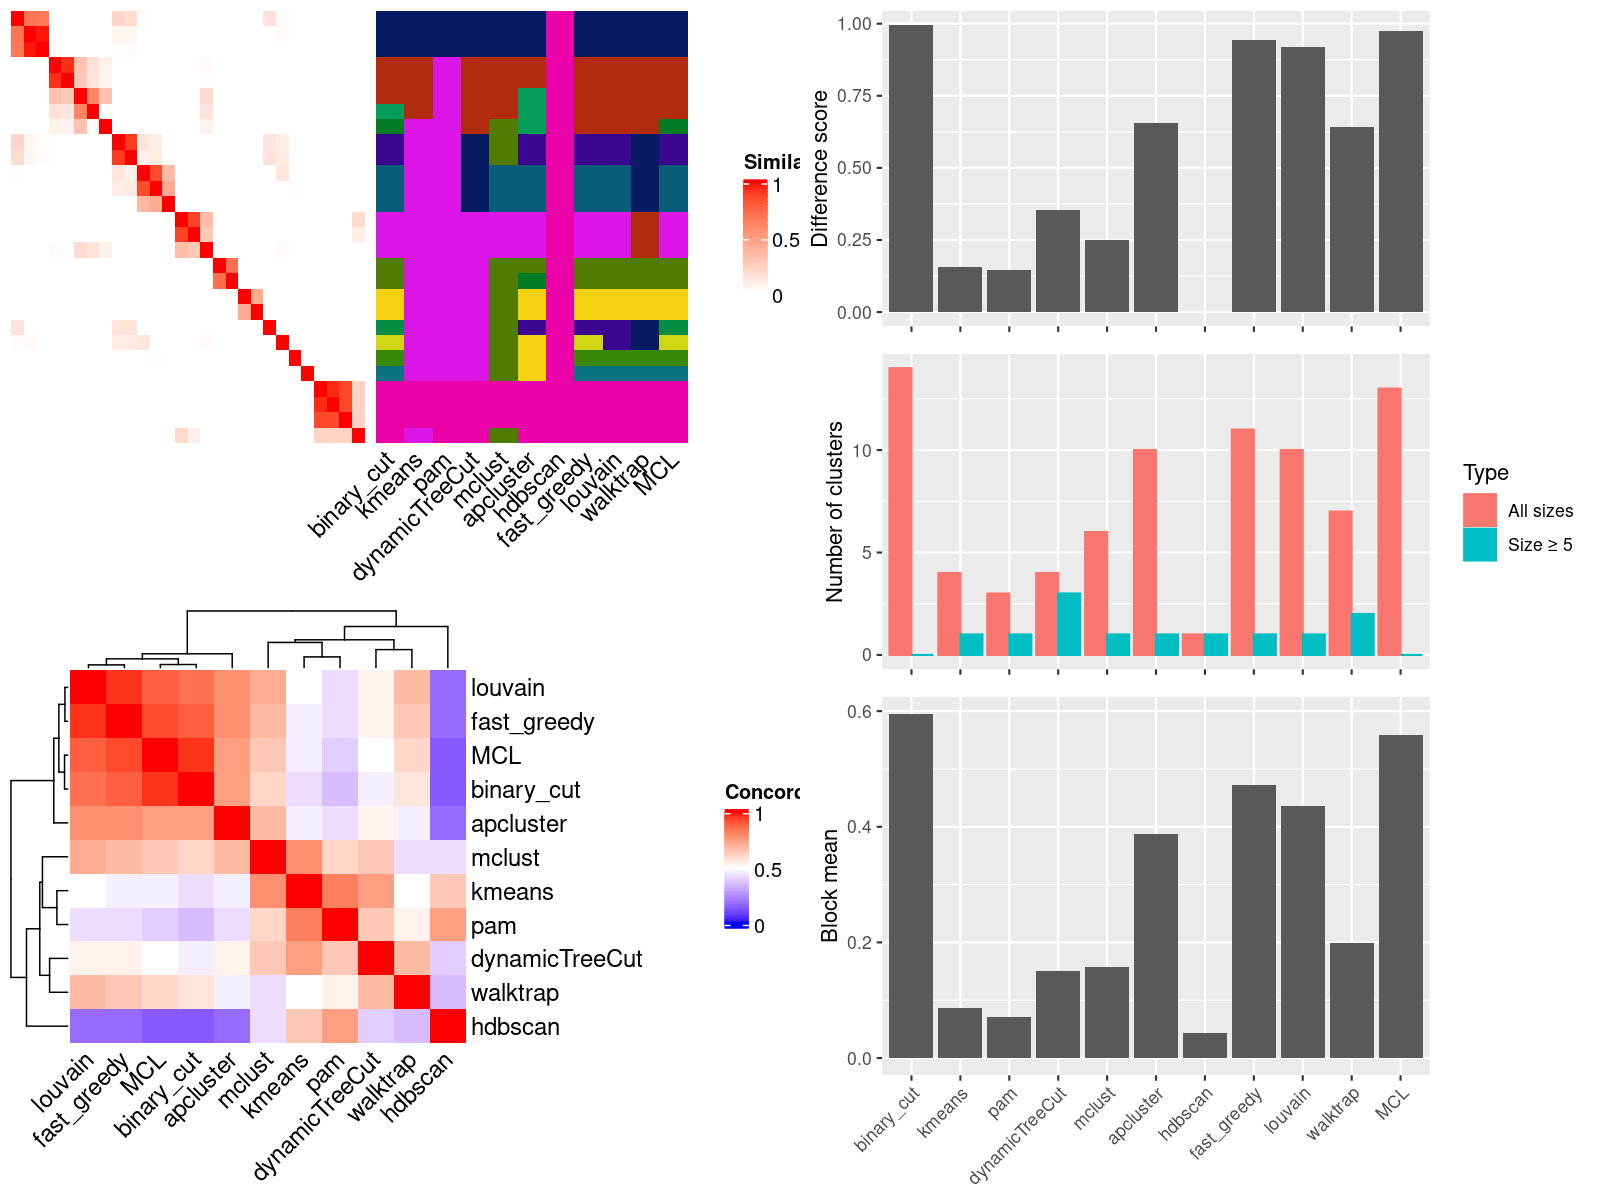 Simila
1
0.5
0
binary_cut
kmeans
pam
dynamicTreeCut
mclust
apcluster
hdbscan
fast_greedy
louvain
walktrap
MCL
louvain
fast_greedy
MCL
binary_cut
apcluster
mclust
kmeans
pam
dynamicTreeCut
walktrap
hdbscan
louvain
fast_greedy
MCL
binary_cut
apcluster
mclust
kmeans
pam
dynamicTreeCut
walktrap
hdbscan
Concorc
1
0.5
0
Difference score
1.00
0.75
0.50
0.25
0.00
Number of clusters
10
5
0
Type
All sizes
Size ≥ 5
Block mean
0.6
0.4
0.2
0.0
binary_cut
kmeans
pam
dynamicTreeCut
mclust
apcluster
hdbscan
fast_greedy
louvain
walktrap
MCL